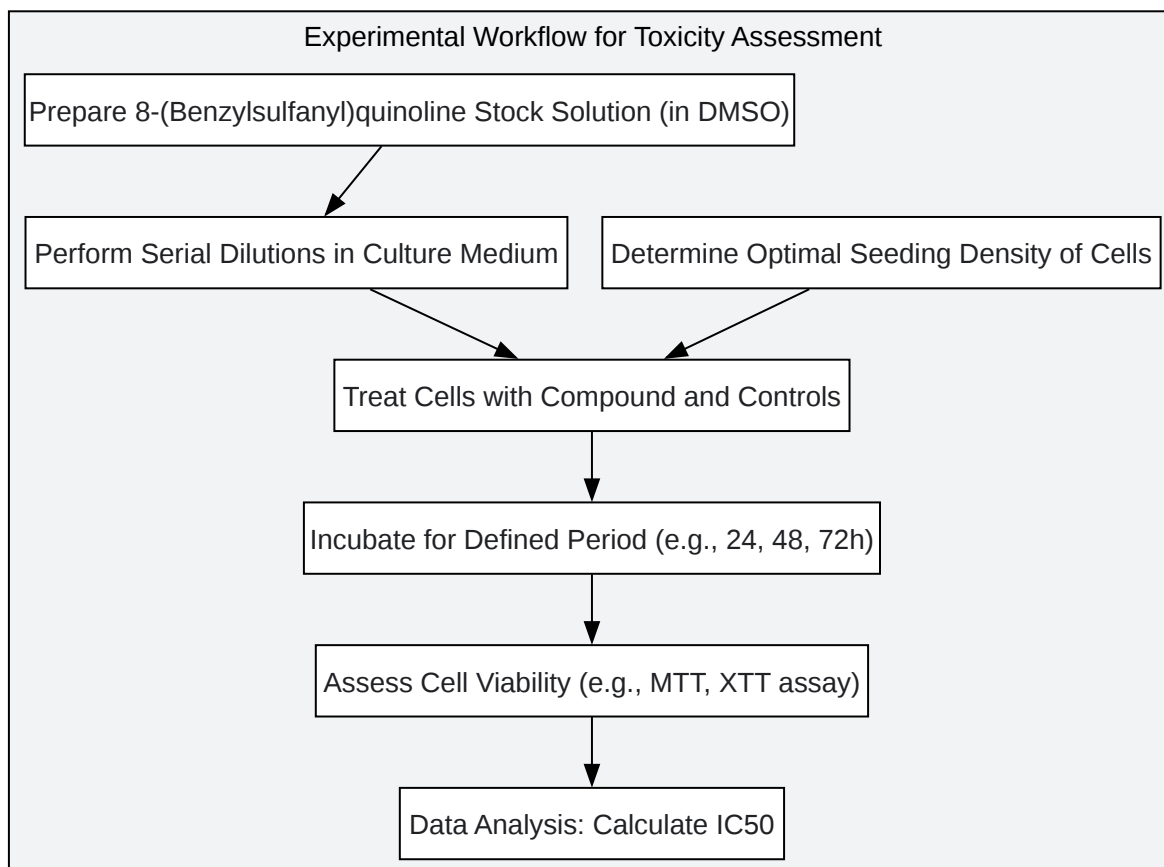 Experimental Workflow for Toxicity Assessment
Prepare 8-(Benzylsulfanyl)quinoline Stock Solution (in DMSO)
Perform Serial Dilutions in Culture Medium
Determine Optimal Seeding Density of Cells
Treat Cells with Compound and Controls
Incubate for Defined Period (e.g., 24, 48, 72h)
Assess Cell Viability (e.g., MTT, XTT assay)
Data Analysis: Calculate IC50